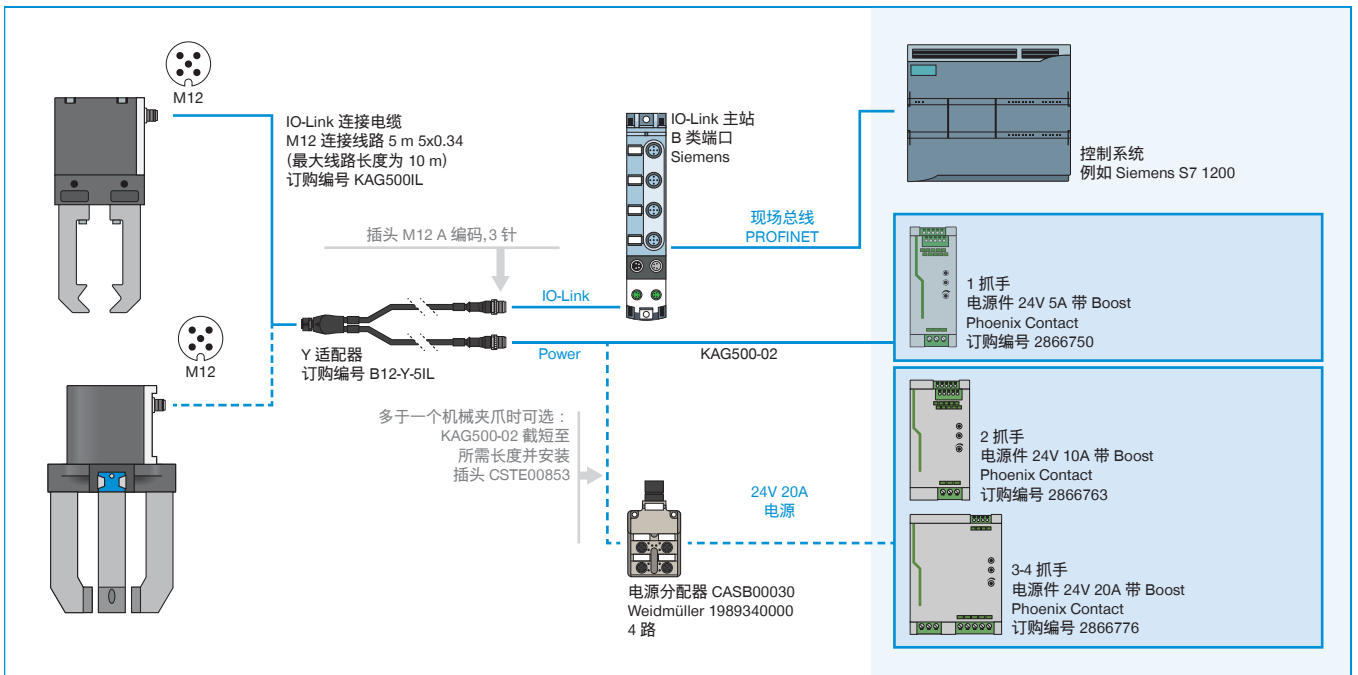 M12
IO-Link 连接电缆
M12 连接线路 5 m 5x0.34
(最大线路长度为 10 m)
订购编号 KAG500IL
IO-Link 主站
B 类端口
Siemens
控制系统
例如 Siemens S7 1200
现场总线
PROFINET
插头 M12 A 编码,3 针
IO-Link
M12
Y 适配器
订购编号 B12-Y-5IL
Power
KAG500-02
1 抓手
电源件 24V 5A 带 Boost
Phoenix Contact
订购编号 2866750
多于一个机械夹爪时可选：
KAG500-02 截短至
所需长度并安装
插头 CSTE00853
24V 20A
电源
2 抓手
电源件 24V 10A 带 Boost
Phoenix Contact
订购编号 2866763
电源分配器 CASB00030
Weidmüller 1989340000
4 路
3-4 抓手
电源件 24V 20A 带 Boost
Phoenix Contact
订购编号 2866776